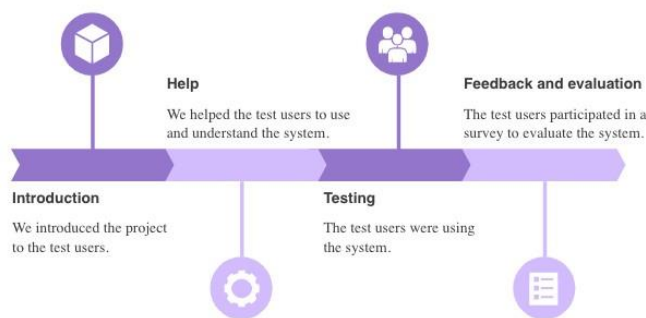 Help
We helped the test users to use
and understand the system.
Feedback and evaluation
The test users participated in a
survey to evaluate the system.
Introduction
We introduced the project
to the test users.
Testing
The test users were using
the system.